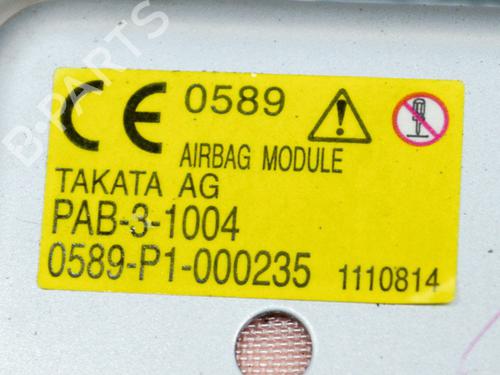 B-PARTS
CE 0589
AIRBAG MODULE
TAKATA AG
PAB-3-1004
0589-P1-000235 1110814